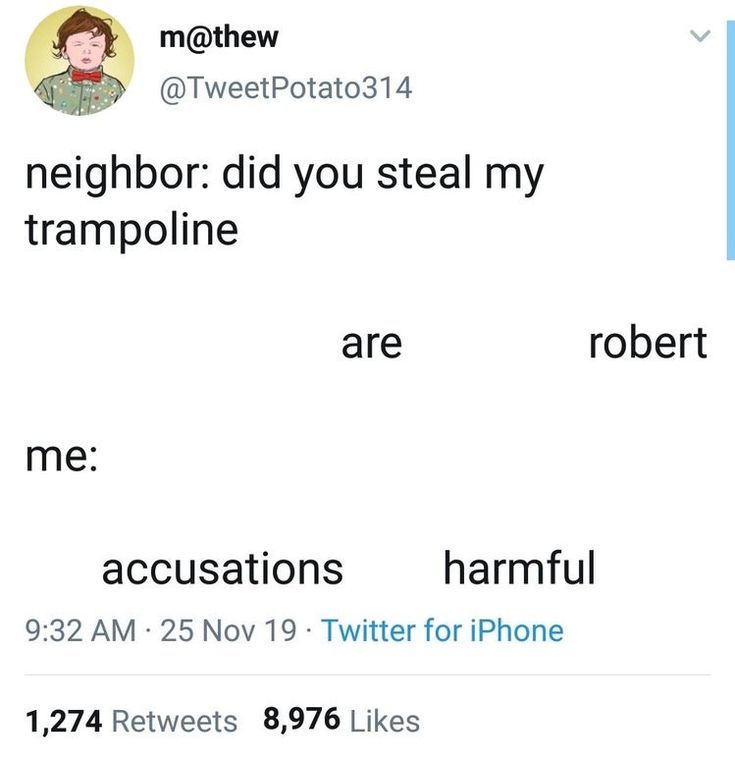 m@thew
@TweetPotato314
neighbor: did you steal my
trampoline
are robert
me:
accusations harmful
9:32 AM · 25 Nov 19 · Twitter for iPhone
1,274 Retweets 8,976 Likes